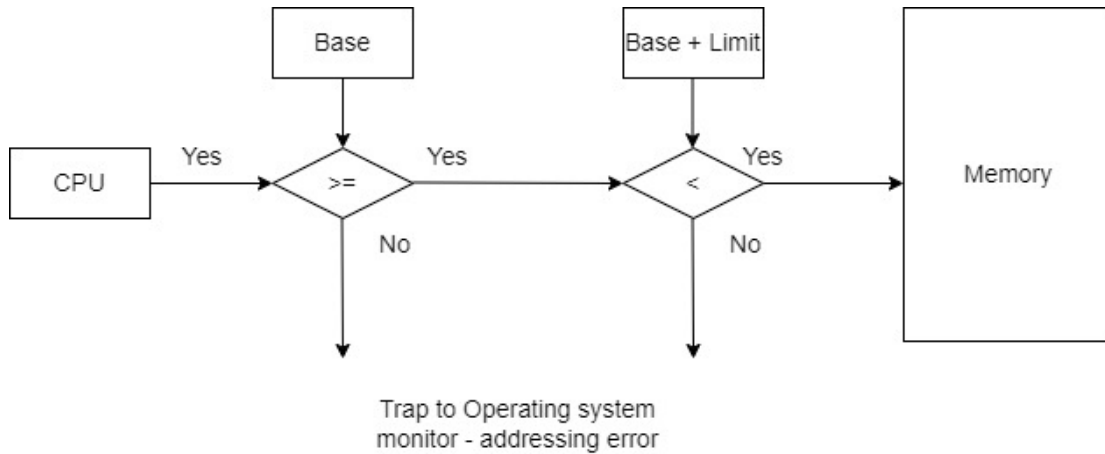 Base
Base + Limit
CPU
Yes
>=
Yes
<
Yes
Memory
No
No
Trap to Operating system
monitor - addressing error